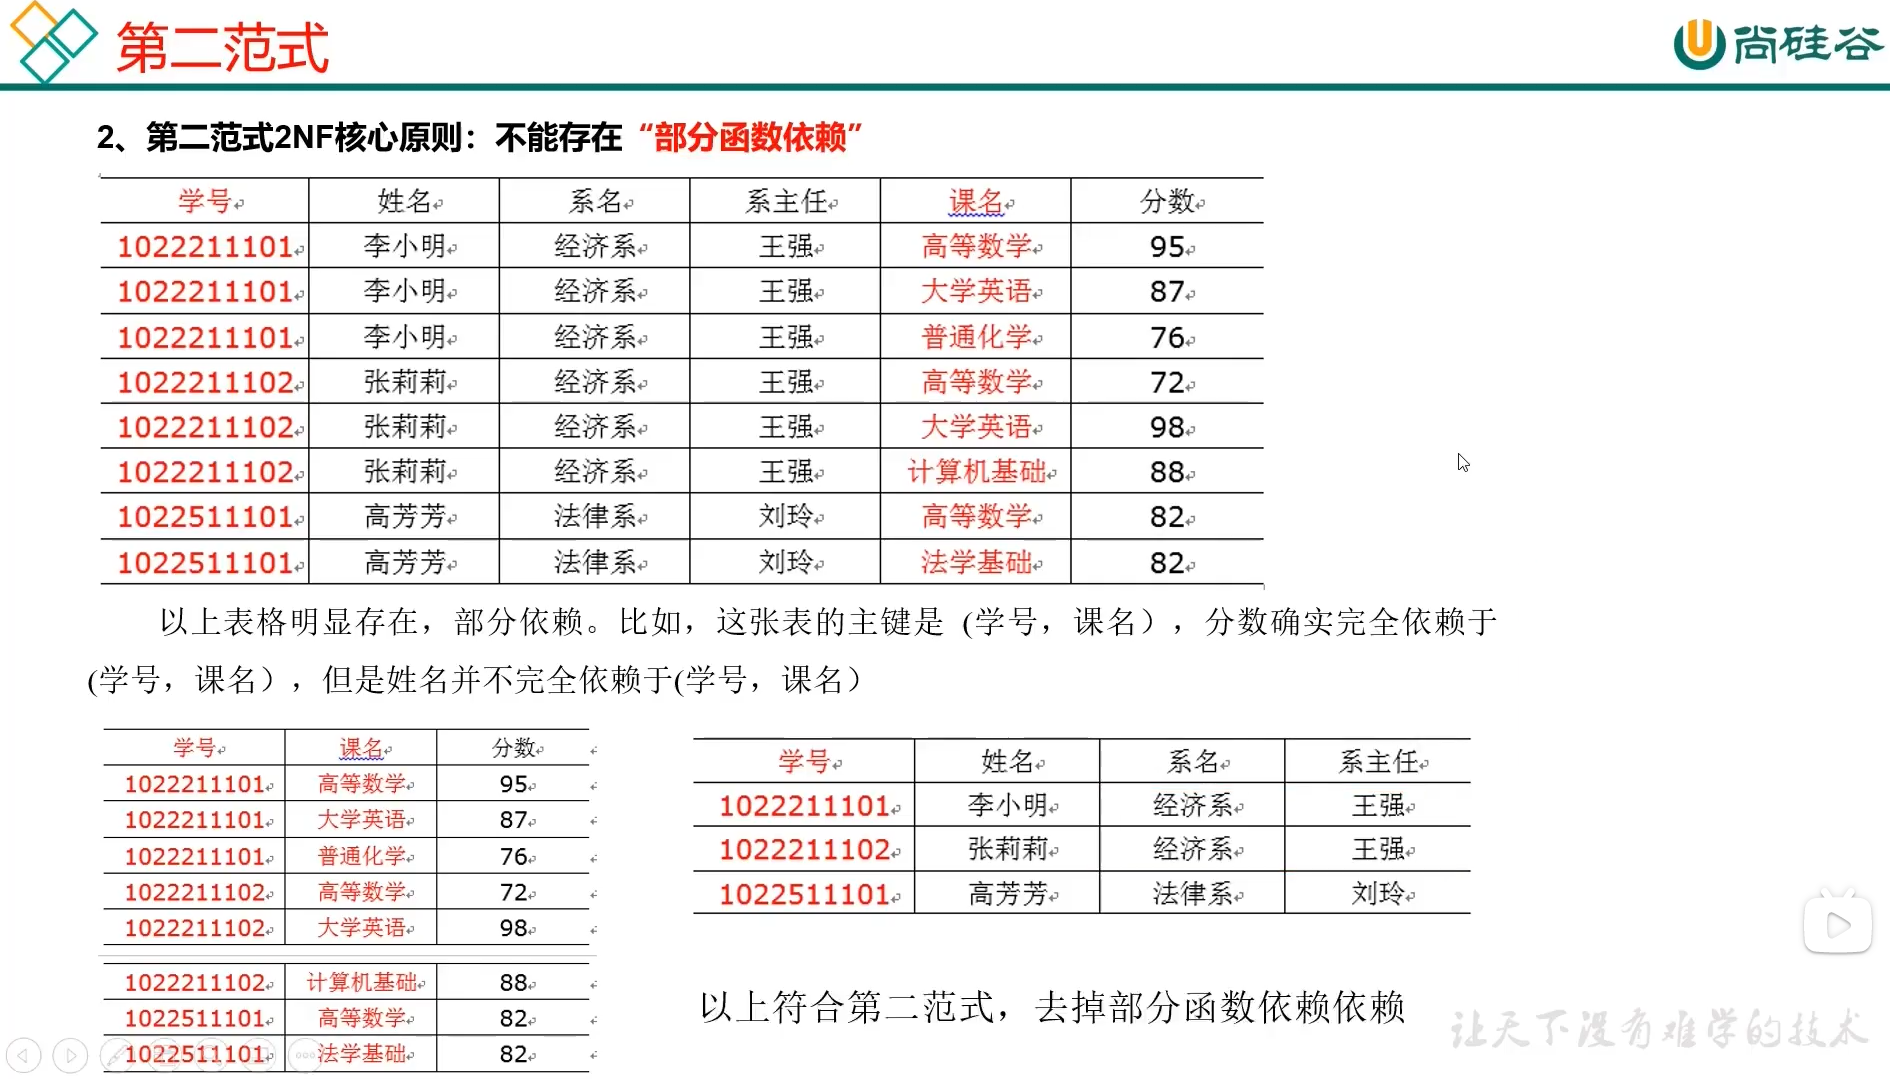 第二范式
尚硅谷
2、第二范式2NF核心原则：不能存在“部分函数依赖”
学号 姓名 系名 系主任 课名 分数
1022211101 李小明 经济系 王强 高等数学 95
1022211101 李小明 经济系 王强 大学英语 87
1022211101 李小明 经济系 王强 普通化学 76
1022211102 张莉莉 经济系 王强 高等数学 72
1022211102 张莉莉 经济系 王强 大学英语 98
1022211102 张莉莉 经济系 王强 计算机基础 88
1022511101 高芳芳 法律系 刘玲 高等数学 82
1022511101 高芳芳 法律系 刘玲 法学基础 82
以上表格明显存在，部分依赖。比如，这张表的主键是 (学号，课名），分数确实完全依赖于
(学号，课名），但是姓名并不完全依赖于(学号，课名）
学号 课名 分数
1022211101 高等数学 95
1022211101 大学英语 87
1022211101 普通化学 76
1022211102 高等数学 72
1022211102 大学英语 98
1022211102 计算机基础 88
1022511101 高等数学 82
1022511101 法学基础 82
学号 姓名 系名 系主任
1022211101 李小明 经济系 王强
1022211102 张莉莉 经济系 王强
1022511101 高芳芳 法律系 刘玲
以上符合第二范式，去掉部分函数依赖依赖
让天下没有难学的技术